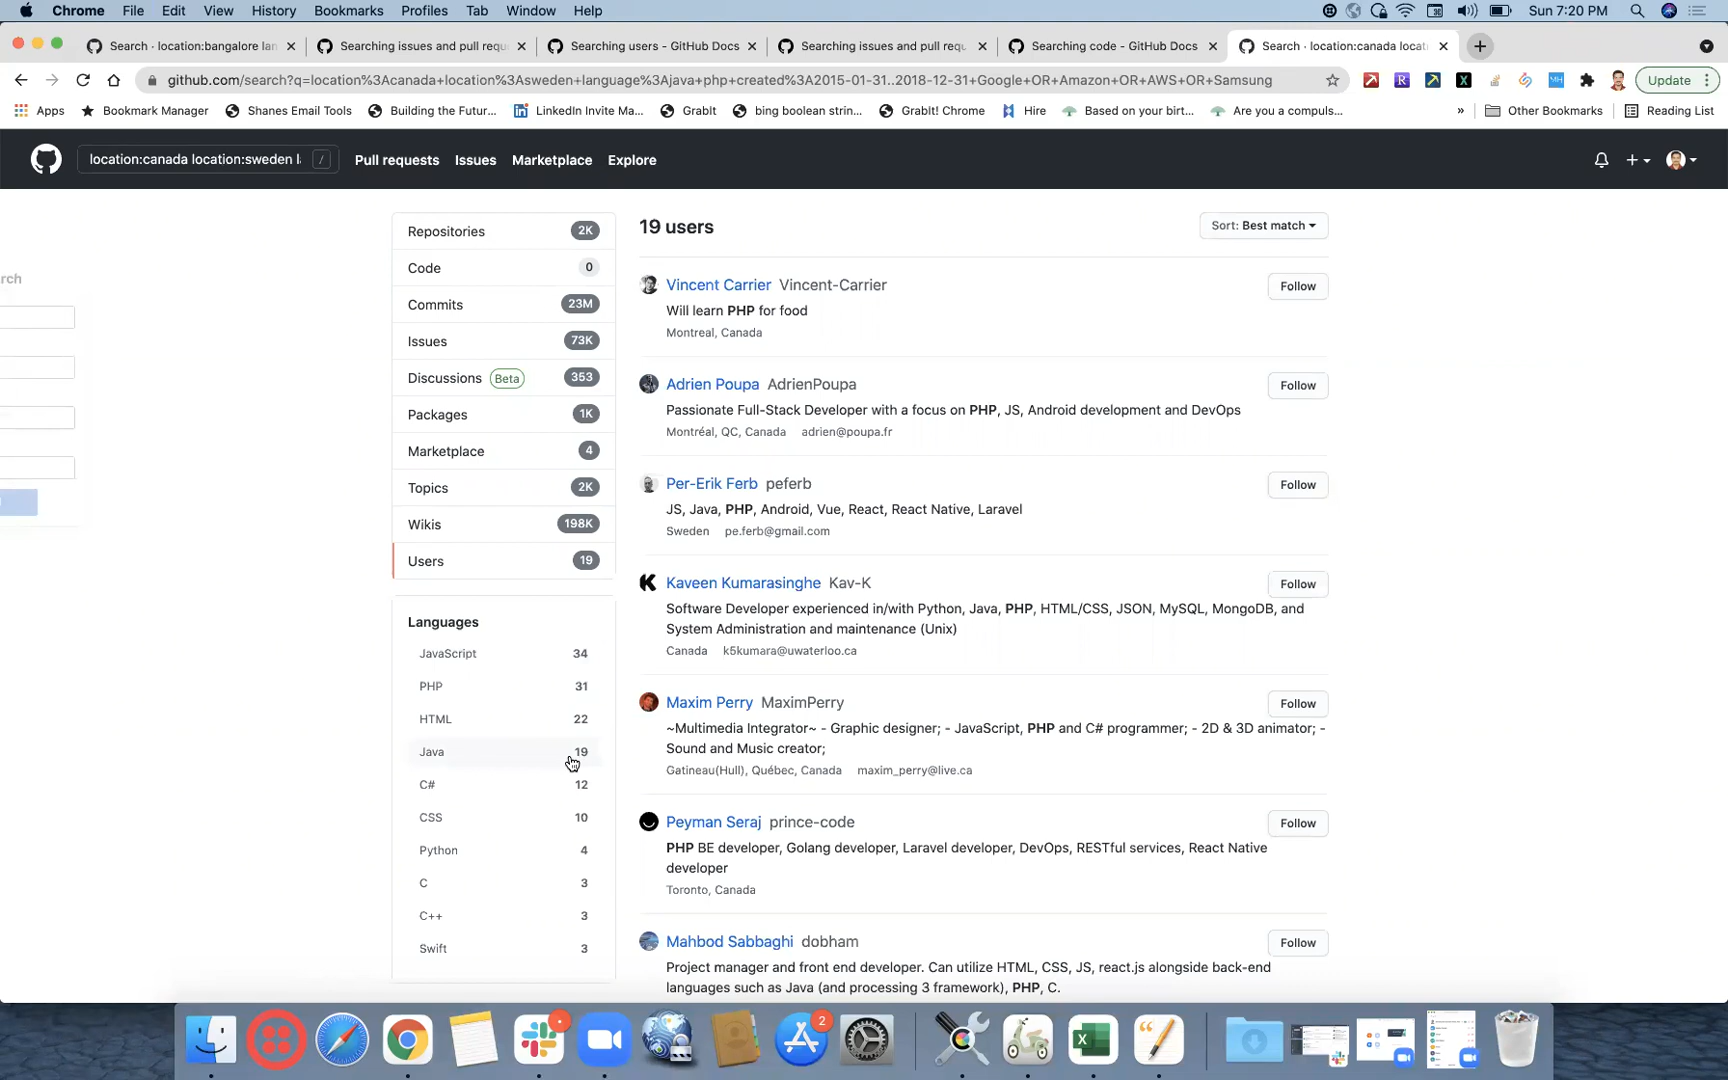 Chrome File Edit View History Bookmarks Profiles Tab Window Help Sun 7:20 PM
Search · location:bangalore lan
Searching issues and pull requ
Searching users - GitHub Docs
Searching issues and pull requ
Searching code - GitHub Docs
Search · location:canada locat
github.com/search?q=location%3Acanada+location%3Asweden+language%3Ajava+php+created%3A2015-01-31..2018-12-31+Google+OR+Amazon+OR+AWS+OR+Samsung
Update
Apps Bookmark Manager Shanes Email Tools Building the Futur... LinkedIn Invite Ma... GrabIt bing boolean strin... GrabIt! Chrome Hire Based on your birt... Are you a compuls... » Other Bookmarks Reading List
location:canada location:sweden l / Pull requests Issues Marketplace Explore
rch
Repositories 2K
Code 0
Commits 23M
Issues 73K
Discussions Beta 353
Packages 1K
Marketplace 4
Topics 2K
Wikis 198K
Users 19
Languages
JavaScript 34
PHP 31
HTML 22
Java 19
C# 12
CSS 10
Python 4
C 3
C++ 3
Swift 3
19 users
Sort: Best match
Vincent Carrier Vincent-Carrier
Follow
Will learn PHP for food
Montreal, Canada
Adrien Poupa AdrienPoupa
Follow
Passionate Full-Stack Developer with a focus on PHP, JS, Android development and DevOps
Montréal, QC, Canada adrien@poupa.fr
Per-Erik Ferb peferb
Follow
JS, Java, PHP, Android, Vue, React, React Native, Laravel
Sweden pe.ferb@gmail.com
Kaveen Kumarasinghe Kav-K
Follow
Software Developer experienced in/with Python, Java, PHP, HTML/CSS, JSON, MySQL, MongoDB, and
System Administration and maintenance (Unix)
Canada k5kumara@uwaterloo.ca
Maxim Perry MaximPerry
Follow
~Multimedia Integrator~ - Graphic designer; - JavaScript, PHP and C# programmer; - 2D & 3D animator; -
Sound and Music creator;
Gatineau(Hull), Québec, Canada maxim_perry@live.ca
Peyman Seraj prince-code
Follow
PHP BE developer, Golang developer, Laravel developer, DevOps, RESTful services, React Native
developer
Toronto, Canada
Mahbod Sabbaghi dobham
Follow
Project manager and front end developer. Can utilize HTML, CSS, JS, react.js alongside back-end
languages such as Java (and processing 3 framework), PHP, C.
2